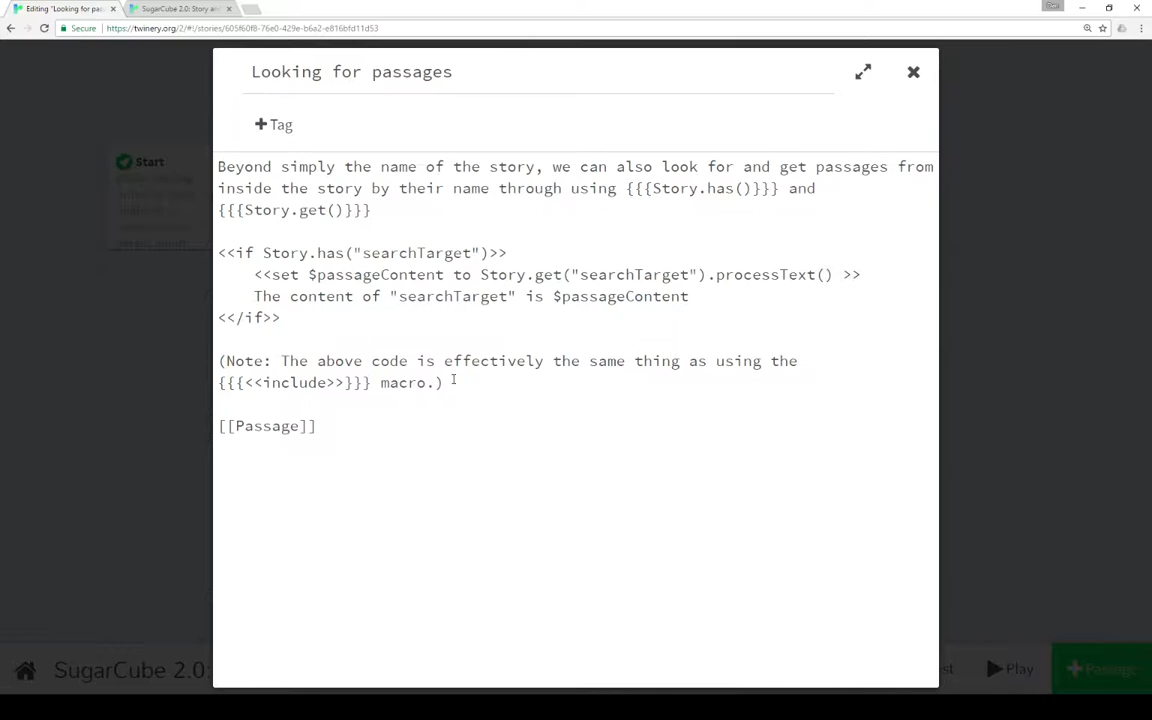 Editing "Looking for pas
SugarCube 2.0: Story an
Secure
https://twinery.org/2/#!/stories/605f60f8-76e0-429e-b6a2-e816bfd11d53
Looking for passages
+ Tag
Start
Beyond simply the name of the story, we can also look for and get passages from
inside the story by their name through using {{{Story.has()}}} and
{{{Story.get()}}}
<<if Story.has("searchTarget")>>
<<set $passageContent to Story.get("searchTarget").processText() >>
The content of "searchTarget" is $passageContent
<</if>>
(Note: The above code is effectively the same thing as using the
{{{<<include>>}}} macro.)
[[Passage]]
SugarCube 2.0:
st
Play
+ Passage